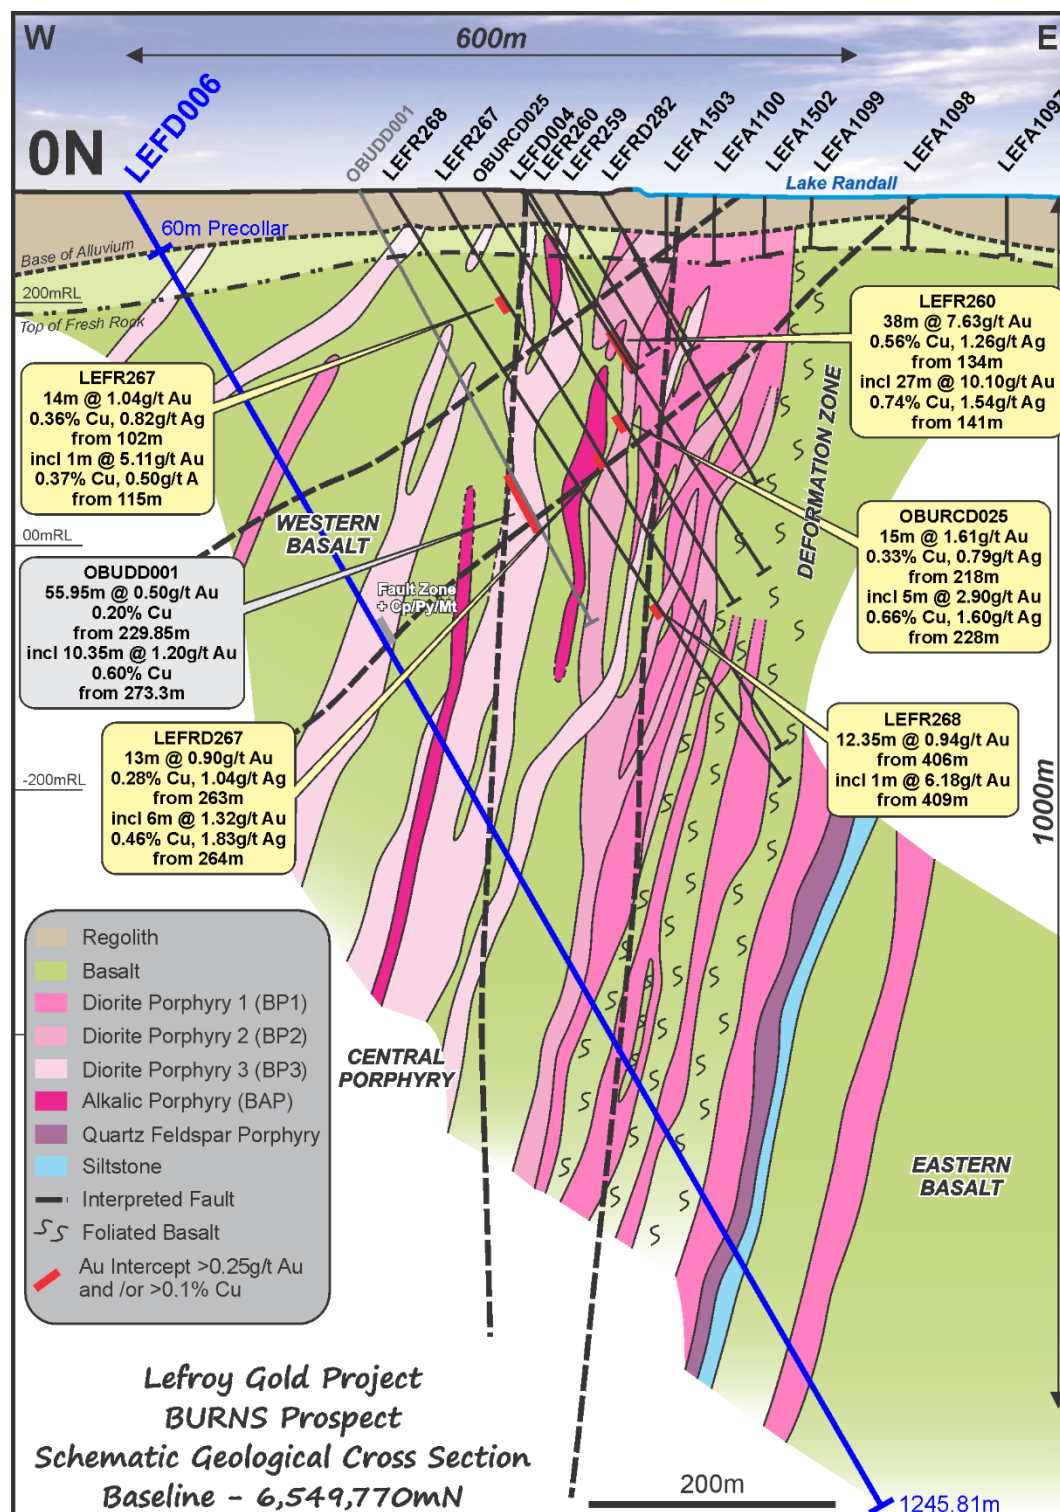 W
600m
E
0N
LEFD006
OBUDD001
LEFR268
LEFR267
OBURCD025
LEFD004
LEFR260
LEFR259
LEFRD282
LEFA1503
LEFA1100
LEFA1502
LEFA1099
LEFA1098
LEFA1097
Lake Randall
60m Precollar
Base of Alluvium
200mRL
Top of Fresh Rock
LEFR260
38m @ 7.63g/t Au
0.56% Cu, 1.26g/t Ag
from 134m
incl 27m @ 10.10g/t Au
0.74% Cu, 1.54g/t Ag
from 141m
LEFR267
14m @ 1.04g/t Au
0.36% Cu, 0.82g/t Ag
from 102m
incl 1m @ 5.11g/t Au
0.37% Cu, 0.50g/t A
from 115m
DEFORMATION ZONE
WESTERN
BASALT
00mRL
OBURCD025
15m @ 1.61g/t Au
0.33% Cu, 0.79g/t Ag
from 218m
incl 5m @ 2.90g/t Au
0.66% Cu, 1.60g/t Ag
from 228m
OBUDD001
55.95m @ 0.50g/t Au
0.20% Cu
from 229.85m
incl 10.35m @ 1.20g/t Au
0.60% Cu
from 273.3m
Fault Zone
+ Cp/Py/Mt
LEFRD267
13m @ 0.90g/t Au
0.28% Cu, 1.04g/t Ag
from 263m
incl 6m @ 1.32g/t Au
0.46% Cu, 1.83g/t Ag
from 264m
LEFR268
12.35m @ 0.94g/t Au
from 406m
incl 1m @ 6.18g/t Au
from 409m
-200mRL
1000m
Regolith
Basalt
Diorite Porphyry 1 (BP1)
Diorite Porphyry 2 (BP2)
Diorite Porphyry 3 (BP3)
Alkalic Porphyry (BAP)
Quartz Feldspar Porphyry
Siltstone
Interpreted Fault
Foliated Basalt
Au Intercept >0.25g/t Au
and /or >0.1% Cu
CENTRAL
PORPHYRY
EASTERN
BASALT
Lefroy Gold Project
BURNS Prospect
Schematic Geological Cross Section
Baseline - 6,549,770mN
200m
1245.81m